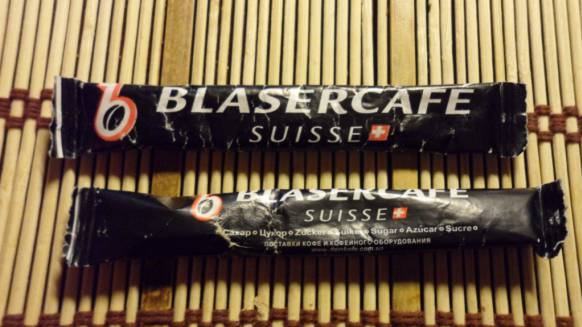 BLASERCAFE
SUISSE
BLASERCAFE
SUISSE
Сахар Цукор Zucker Suiker Sugar Azúcar Sucre
ПОСТАВКИ КОФЕ И КОФЕЙНОГО ОБОРУДОВАНИЯ